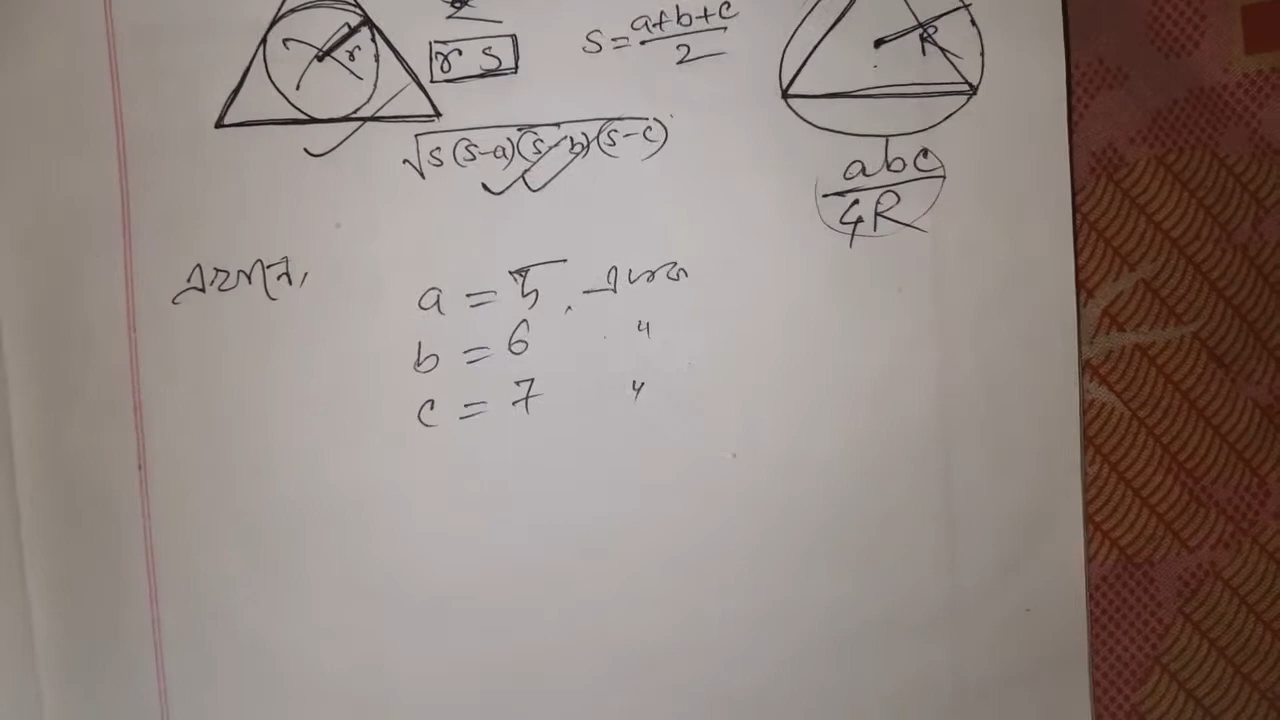 r
r s
S = a+b+c / 2
R
√s(s-a)(s-b)(s-c)
abc / 4R
এখানে,
a = 5 একক
b = 6 "
c = 7 "